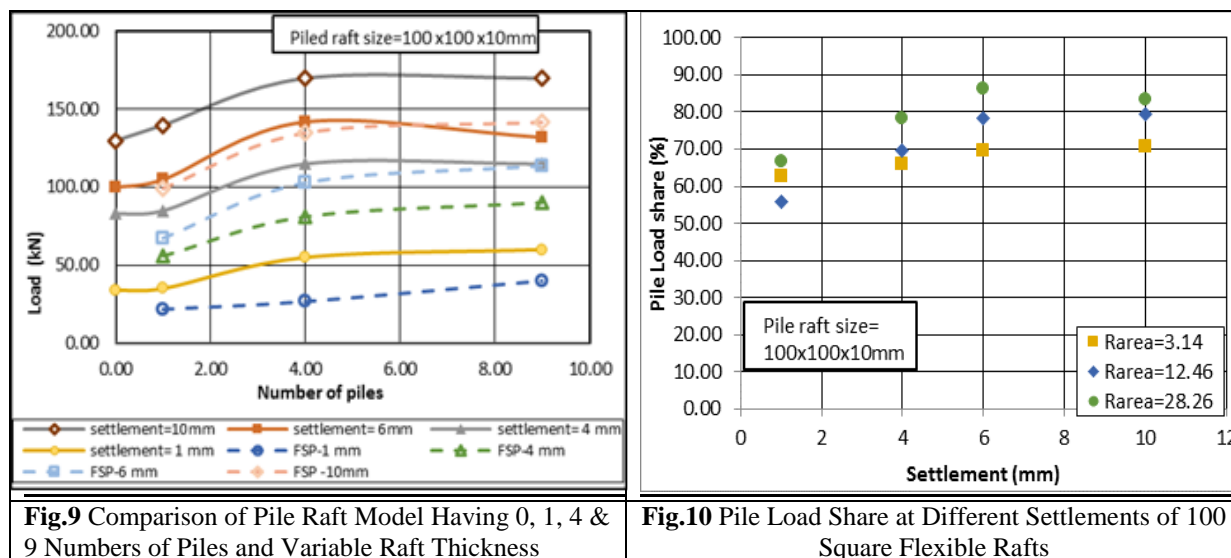 200.00
150.00
100.00
50.00
0.00
Load (kN)
Piled raft size=100 x100 x10mm
0.00 2.00 4.00 6.00 8.00 10.00
Number of piles
settlement=10mm settlement= 6mm settlement= 4 mm
settlement= 1 mm FSP-1 mm FSP-4 mm
FSP-6 mm FSP -10mm
Fig.9 Comparison of Pile Raft Model Having 0, 1, 4 &
9 Numbers of Piles and Variable Raft Thickness
100.00
90.00
80.00
70.00
60.00
50.00
40.00
30.00
20.00
10.00
0.00
Pile Load share (%)
Pile raft size=
100x100x10mm
Rarea=3.14
Rarea=12.46
Rarea=28.26
0 2 4 6 8 10 12
Settlement (mm)
Fig.10 Pile Load Share at Different Settlements of 100
Square Flexible Rafts